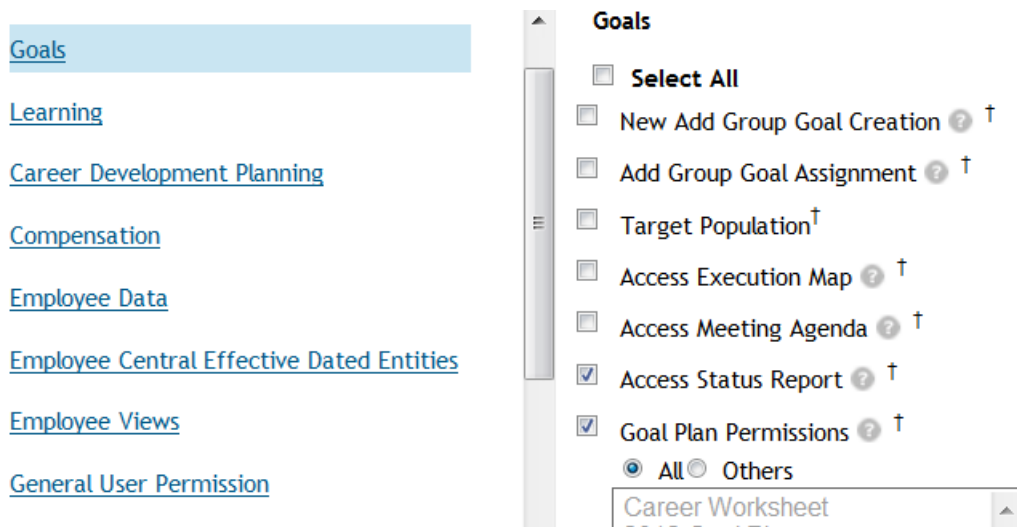 Goals
Learning
Career Development Planning
Compensation
Employee Data
Employee Central Effective Dated Entities
Employee Views
General User Permission
Goals
Select All
New Add Group Goal Creation ? †
Add Group Goal Assignment ? †
Target Population†
Access Execution Map ? †
Access Meeting Agenda ? †
Access Status Report ? †
Goal Plan Permissions ? †
All Others
Career Worksheet